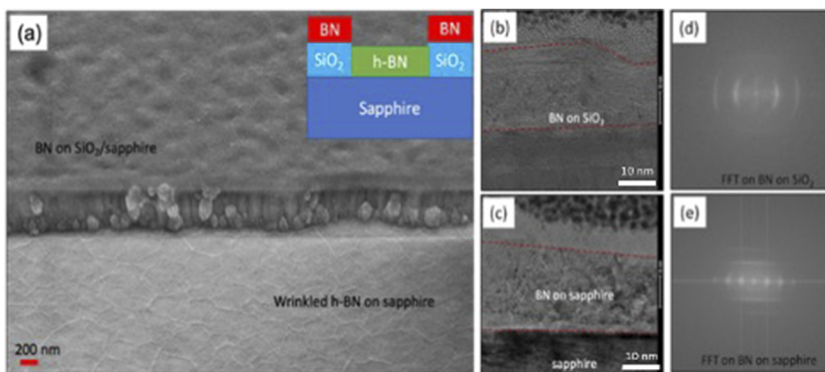 (a)
BN
BN
SiO₂
h-BN
SiO₂
Sapphire
BN on SiO₂/sapphire
Wrinkled h-BN on sapphire
200 nm
(b)
BN on SiO₂
10 nm
(c)
BN on sapphire
sapphire
10 nm
(d)
FFT on BN on SiO₂
(e)
FFT on BN on sapphire